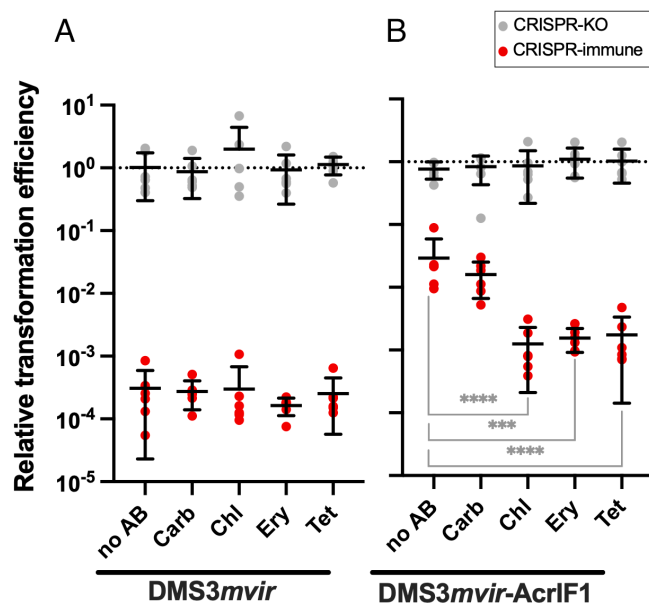 A
B
CRISPR-KO
CRISPR-immune
Relative transformation efficiency
10¹
10⁰
10⁻¹
10⁻²
10⁻³
10⁻⁴
10⁻⁵
****
***
****
no AB
Carb
Chl
Ery
Tet
no AB
Carb
Chl
Ery
Tet
DMS3mvir
DMS3mvir-AcrIF1